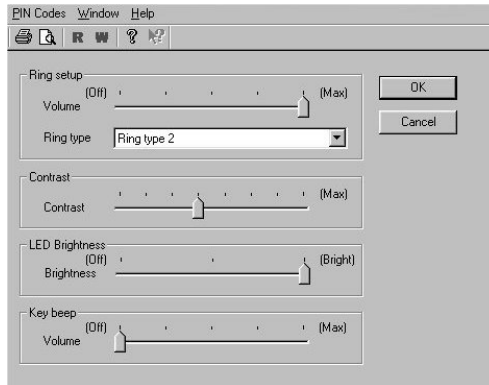 PIN Codes Window Help
R W ? ?
Ring setup
(Off) (Max)
Volume
Ring type Ring type 2
OK
Cancel
Contrast
(Max)
Contrast
LED Brightness
(Off) (Bright)
Brightness
Key beep
(Off) (Max)
Volume